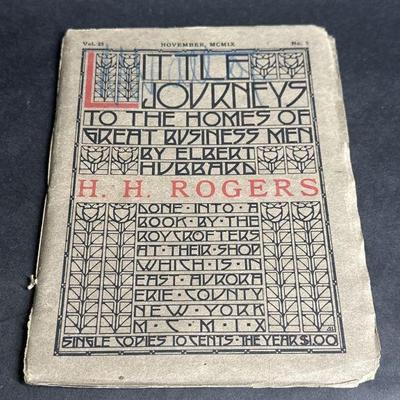 Vol. 25 NOVEMBER, MCMIX No. 5
LITTLE
JOURNEYS
TO THE HOMES OF
GREAT BUSINESS MEN
BY ELBERT
HUBBARD
H. H. ROGERS
DONE INTO A
BOOK BY THE
ROYCROFTERS
AT THEIR SHOP
WHICH IS IN
EAST AURORA
ERIE COUNTY
NEW YORK
M C M I X
SINGLE COPIES 10 CENTS THE YEAR $1.00